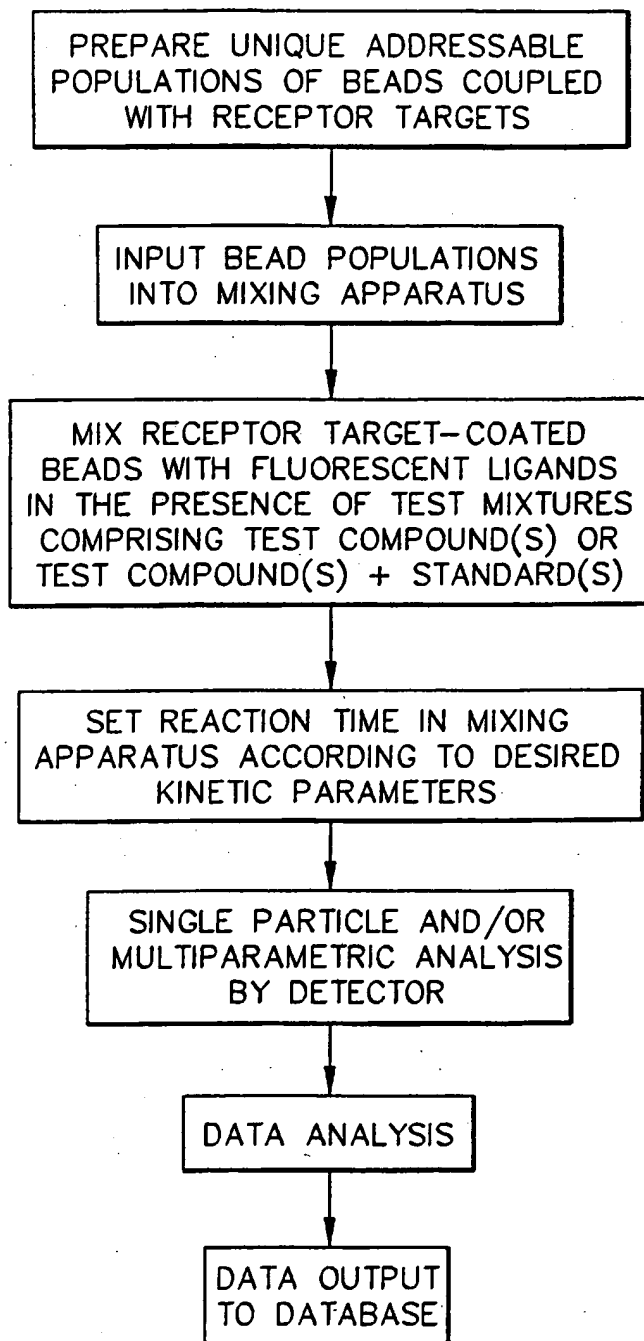 PREPARE UNIQUE ADDRESSABLE
POPULATIONS OF BEADS COUPLED
WITH RECEPTOR TARGETS
INPUT BEAD POPULATIONS
INTO MIXING APPARATUS
MIX RECEPTOR TARGET-COATED
BEADS WITH FLUORESCENT LIGANDS
IN THE PRESENCE OF TEST MIXTURES
COMPRISING TEST COMPOUND(S) OR
TEST COMPOUND(S) + STANDARD(S)
SET REACTION TIME IN MIXING
APPARATUS ACCORDING TO DESIRED
KINETIC PARAMETERS
SINGLE PARTICLE AND/OR
MULTIPARAMETRIC ANALYSIS
BY DETECTOR
DATA ANALYSIS
DATA OUTPUT
TO DATABASE